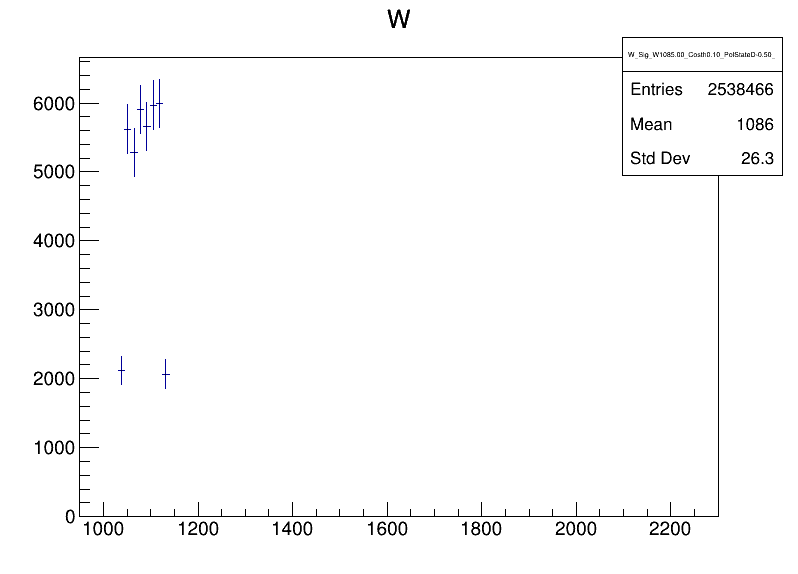 W
W_Sig_W1085.00_Costh0.10_PolStateD-0.50_
Entries 2538466
Mean 1086
Std Dev 26.3
6000
5000
4000
3000
2000
1000
0
1000 1200 1400 1600 1800 2000 2200